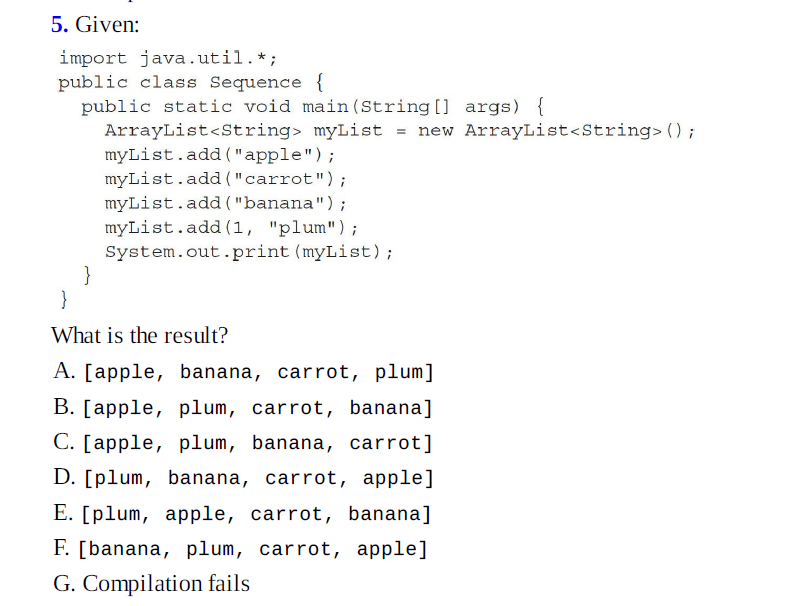 5. Given:
import java.util.*;
public class Sequence {
public static void main(String[] args) {
ArrayList<String> myList = new ArrayList<String>();
myList.add("apple");
myList.add("carrot");
myList.add("banana");
myList.add(1, "plum");
System.out.print(myList);
}
}
What is the result?
A. [apple, banana, carrot, plum]
B. [apple, plum, carrot, banana]
C. [apple, plum, banana, carrot]
D. [plum, banana, carrot, apple]
E. [plum, apple, carrot, banana]
F. [banana, plum, carrot, apple]
G. Compilation fails